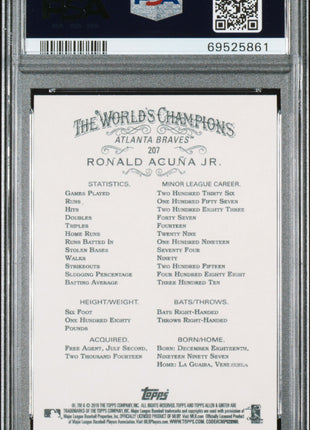 PSA
69525861
THE WORLD'S CHAMPIONS
ATLANTA BRAVES™
207
RONALD ACUÑA JR.
STATISTICS. MINOR LEAGUE CAREER.
GAMES PLAYED TWO HUNDRED THIRTY SIX
RUNS ONE HUNDRED FIFTY SEVEN
HITS TWO HUNDRED EIGHTY THREE
DOUBLES FORTY SEVEN
TRIPLES FOURTEEN
HOME RUNS TWENTY NINE
RUNS BATTED IN ONE HUNDRED NINETEEN
STOLEN BASES SEVENTY FOUR
WALKS NINETY
STRIKEOUTS TWO HUNDRED FIFTEEN
SLUGGING PERCENTAGE FOUR HUNDRED EIGHTY EIGHT
BATTING AVERAGE THREE HUNDRED TEN
HEIGHT/WEIGHT. BATS/THROWS.
SIX FOOT BATS RIGHT-HANDED
ONE HUNDRED EIGHTY THROWS RIGHT-HANDED
POUNDS
ACQUIRED. BORN/HOME.
FREE AGENT, JULY SECOND, BORN: DECEMBER EIGHTEENTH,
TWO THOUSAND FOURTEEN NINETEEN NINETY SEVEN
HOME: LA GUAIRA, VENEZUELA
Topps